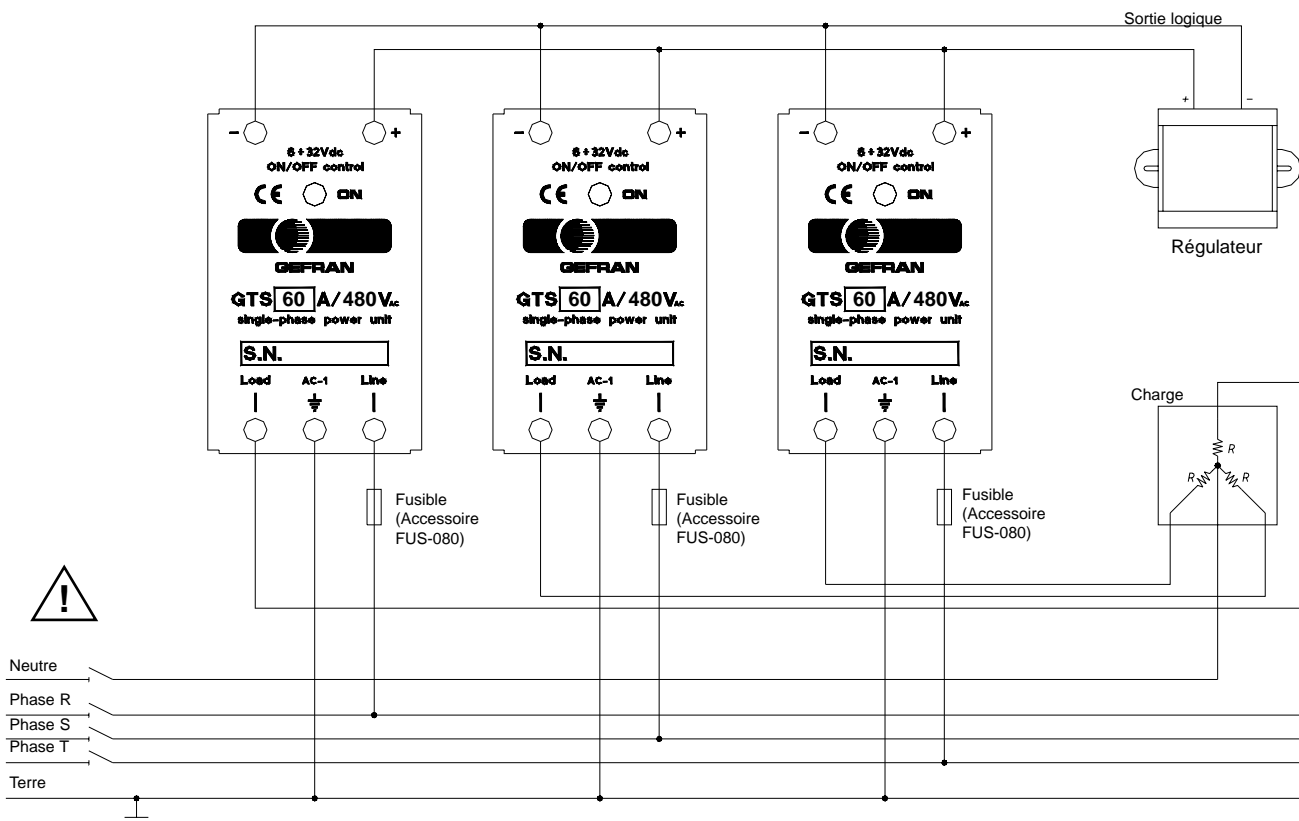 Sortie logique
+ −
− +
6 ÷ 32Vdc
ON/OFF control
CE ON
GEFRAN
GTS 60 A/480VAC
single-phase power unit
S.N.
Load AC-1 Line
− +
6 ÷ 32Vdc
ON/OFF control
CE ON
GEFRAN
GTS 60 A/480VAC
single-phase power unit
S.N.
Load AC-1 Line
− +
6 ÷ 32Vdc
ON/OFF control
CE ON
GEFRAN
GTS 60 A/480VAC
single-phase power unit
S.N.
Load AC-1 Line
Régulateur
Charge
R
R R
Fusible
(Accessoire
FUS-080)
Fusible
(Accessoire
FUS-080)
Fusible
(Accessoire
FUS-080)
!
Neutre
Phase R
Phase S
Phase T
Terre